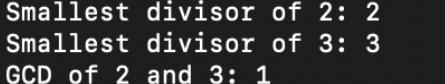 Smallest divisor of 2: 2
Smallest divisor of 3: 3
GCD of 2 and 3: 1